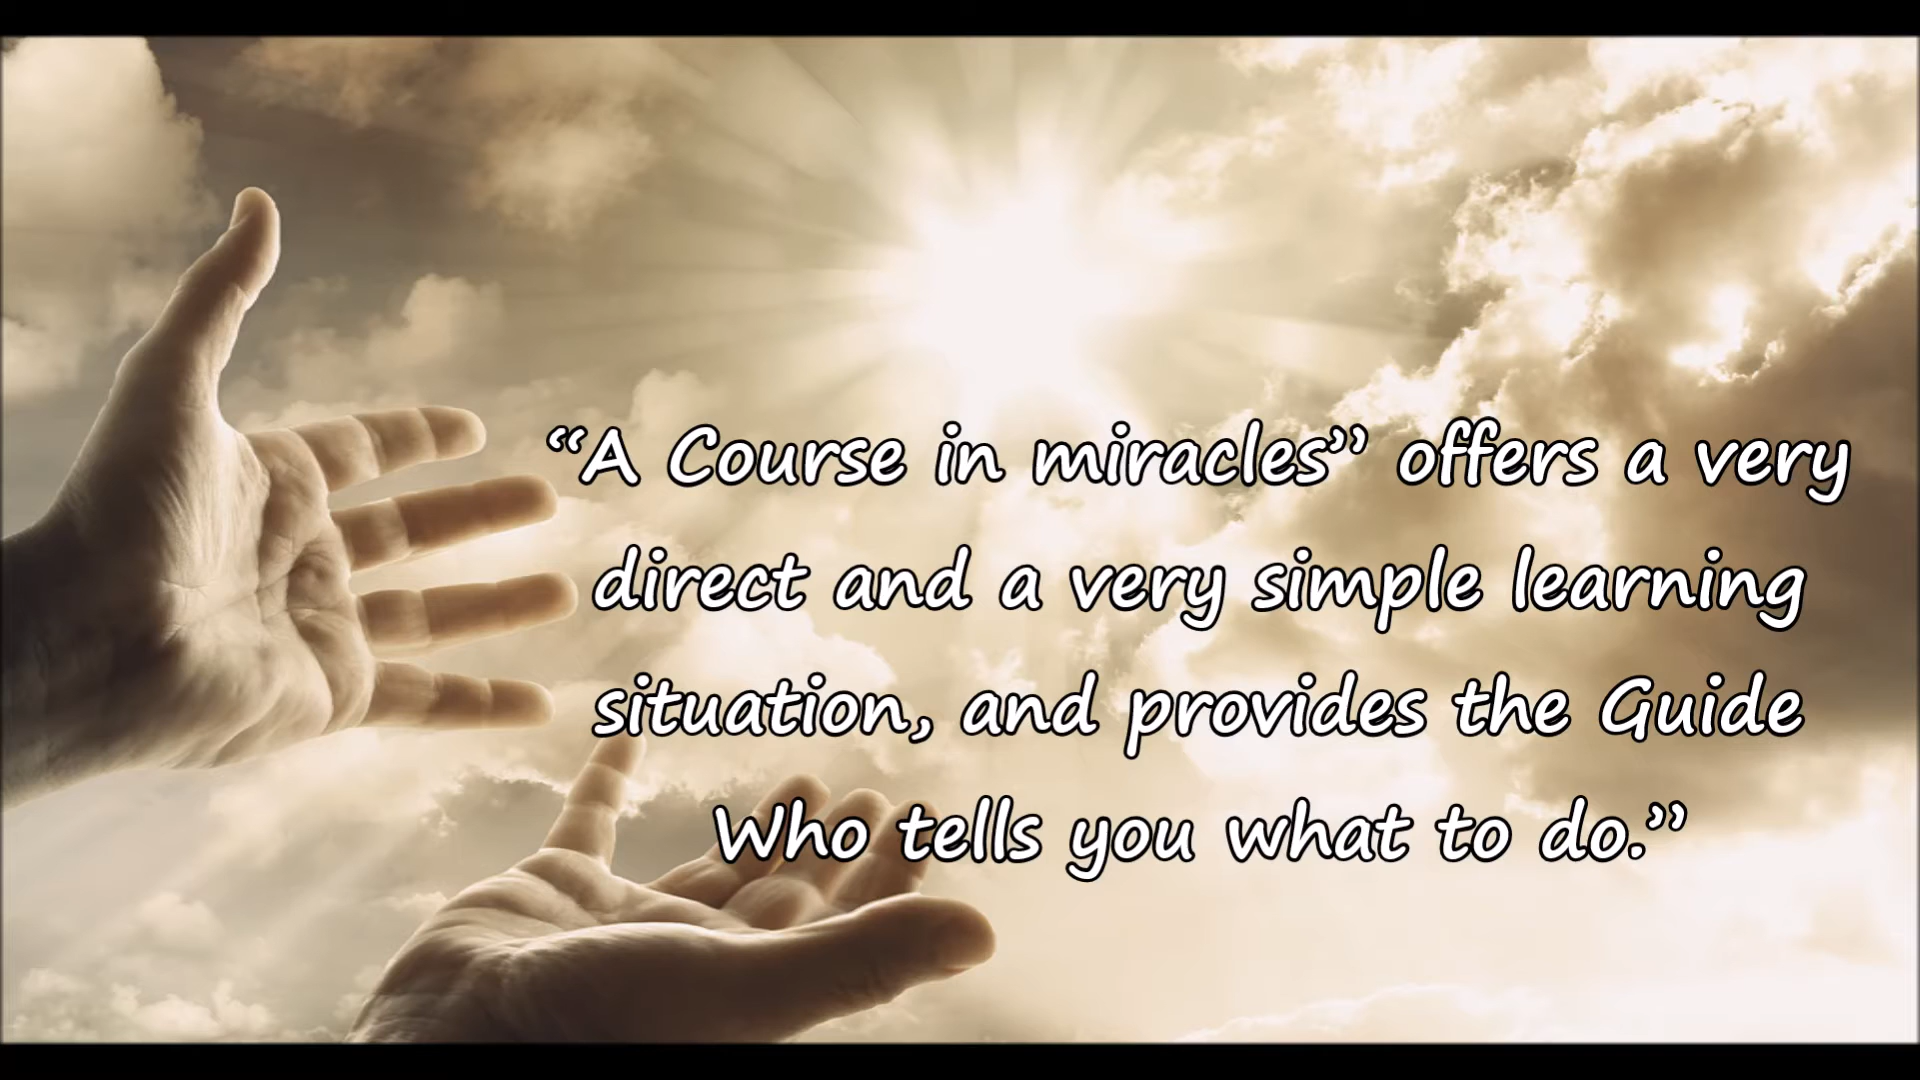 “A Course in miracles” offers a very
direct and a very simple learning
situation, and provides the Guide
Who tells you what to do.”